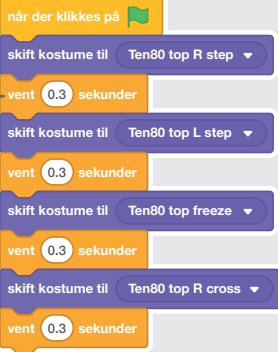 når der klikkes på
skift kostume til Ten80 top R step
vent 0.3 sekunder
skift kostume til Ten80 top L step
vent 0.3 sekunder
skift kostume til Ten80 top freeze
vent 0.3 sekunder
skift kostume til Ten80 top R cross
vent 0.3 sekunder